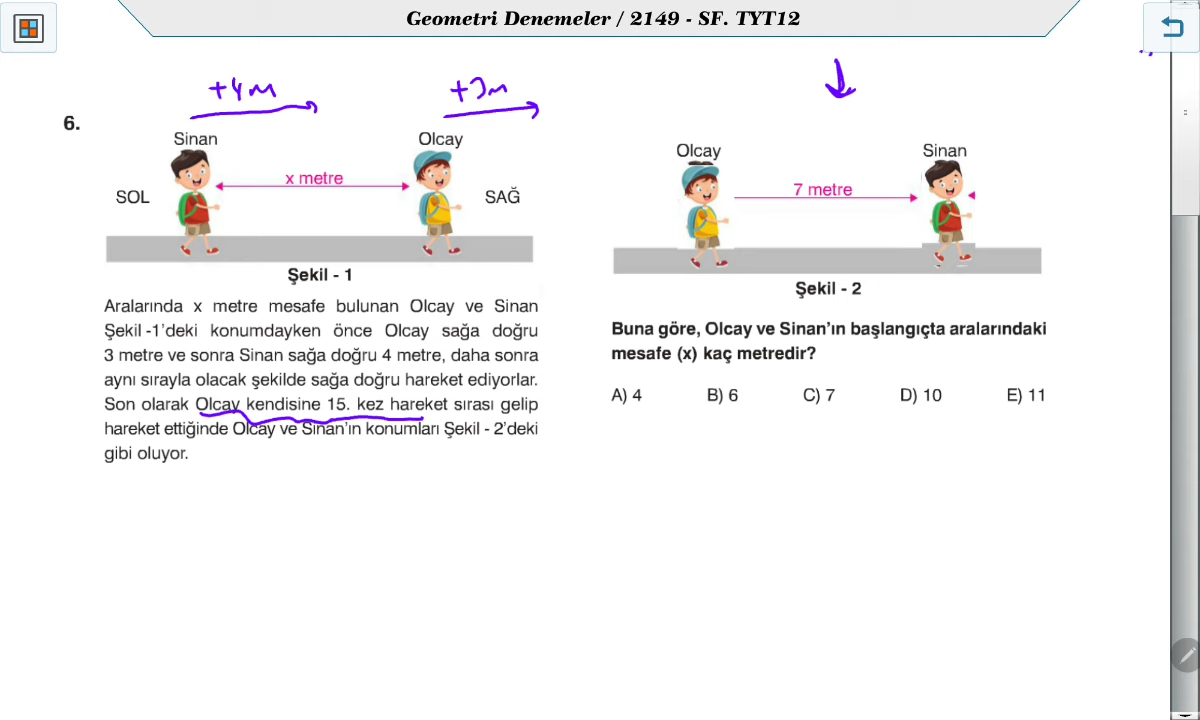 Geometri Denemeler / 2149 - SF. TYT12
+4m
+3m
6.
Sinan
Olcay
x metre
SOL
SAĞ
Şekil - 1
Aralarında x metre mesafe bulunan Olcay ve Sinan
Şekil -1'deki konumdayken önce Olcay sağa doğru
3 metre ve sonra Sinan sağa doğru 4 metre, daha sonra
aynı sırayla olacak şekilde sağa doğru hareket ediyorlar.
Son olarak Olcay kendisine 15. kez hareket sırası gelip
hareket ettiğinde Olcay ve Sinan'ın konumları Şekil - 2'deki
gibi oluyor.
Olcay
Sinan
7 metre
Şekil - 2
Buna göre, Olcay ve Sinan'ın başlangıçta aralarındaki
mesafe (x) kaç metredir?
A) 4 B) 6 C) 7 D) 10 E) 11